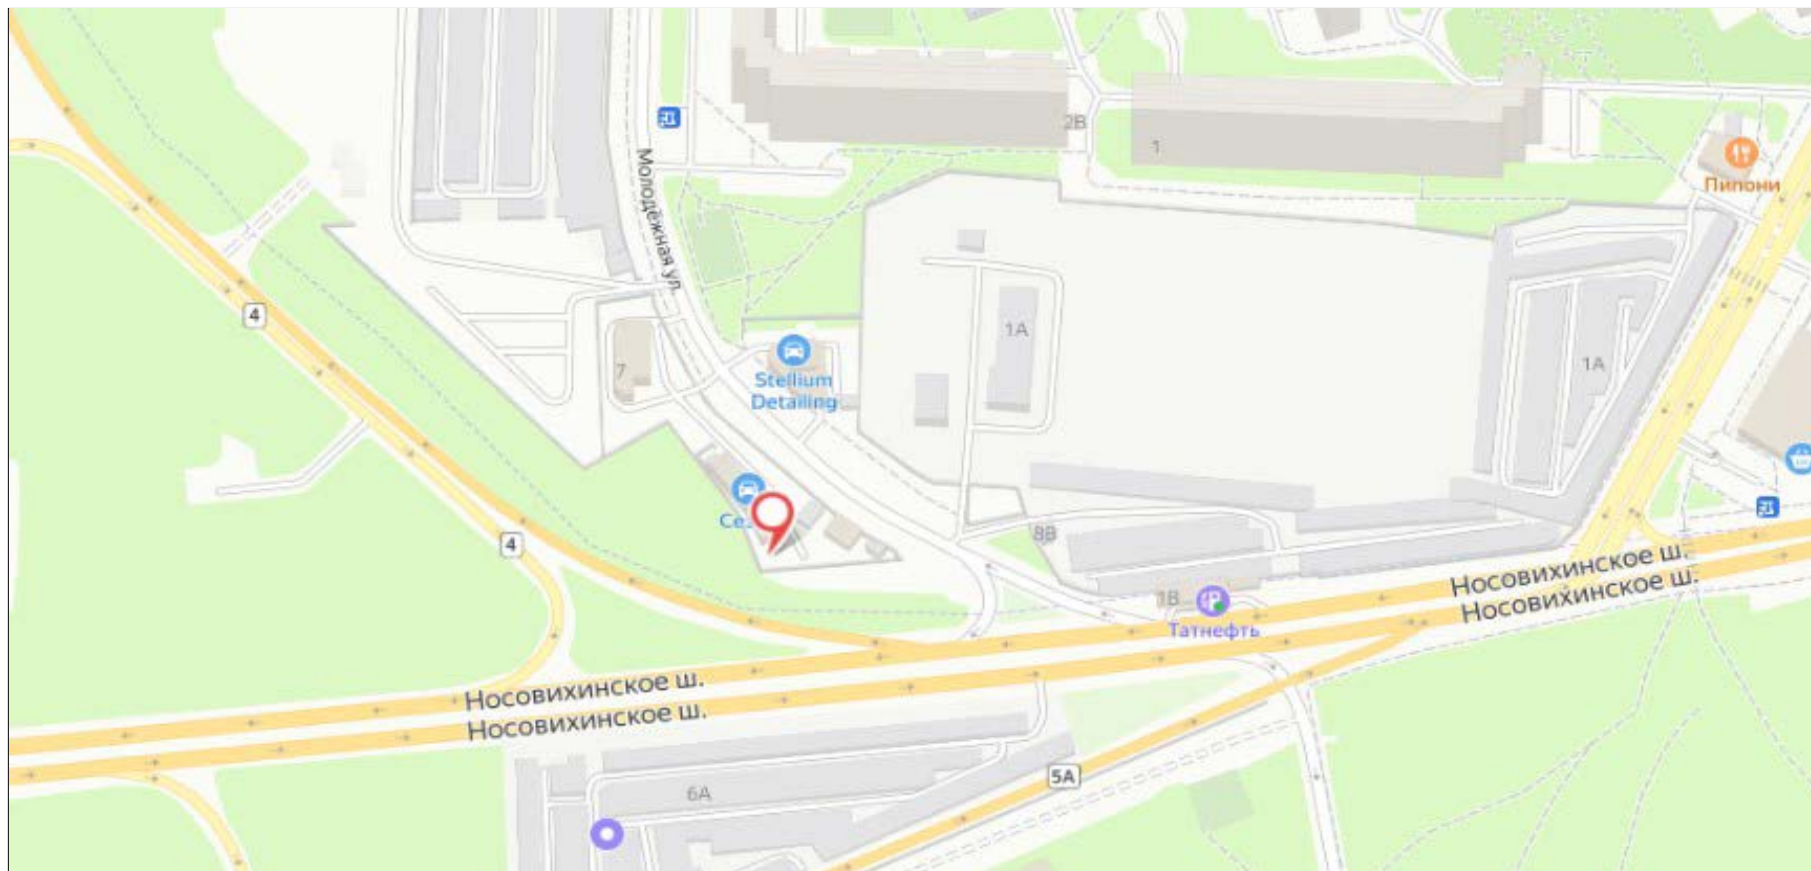 2В
1
Пипони
Молодёжная ул.
4
1А
1А
7
Stellium
Detailing
8В
4
Носовихинское ш.
Носовихинское ш.
1В
Татнефть
Носовихинское ш.
Носовихинское ш.
5А
6А